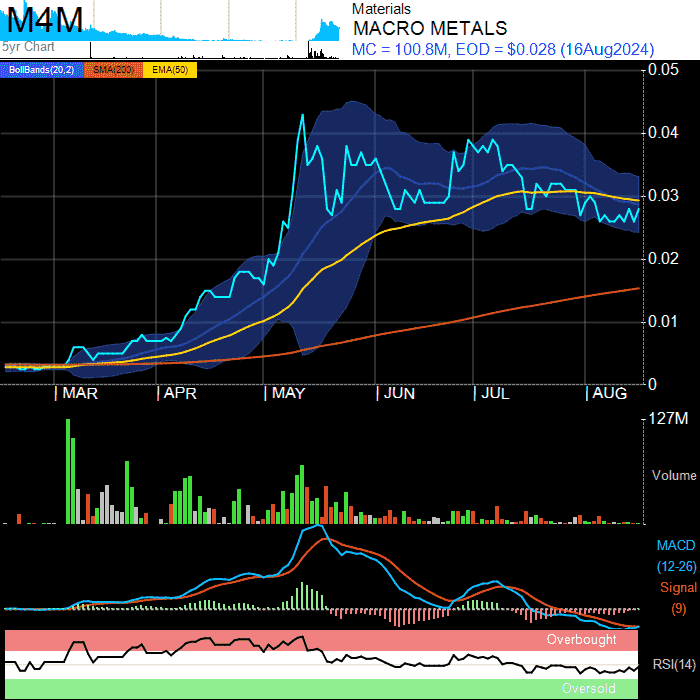 M4M
5yr Chart
Materials
MACRO METALS
MC = 100.8M, EOD = $0.028 (16Aug2024)
BollBands(20,2) SMA(200) EMA(50)
0.05
0.04
0.03
0.02
0.01
0
MAR APR MAY JUN JUL AUG
127M
Volume
MACD
(12-26)
Signal
(9)
Overbought
RSI(14)
Oversold